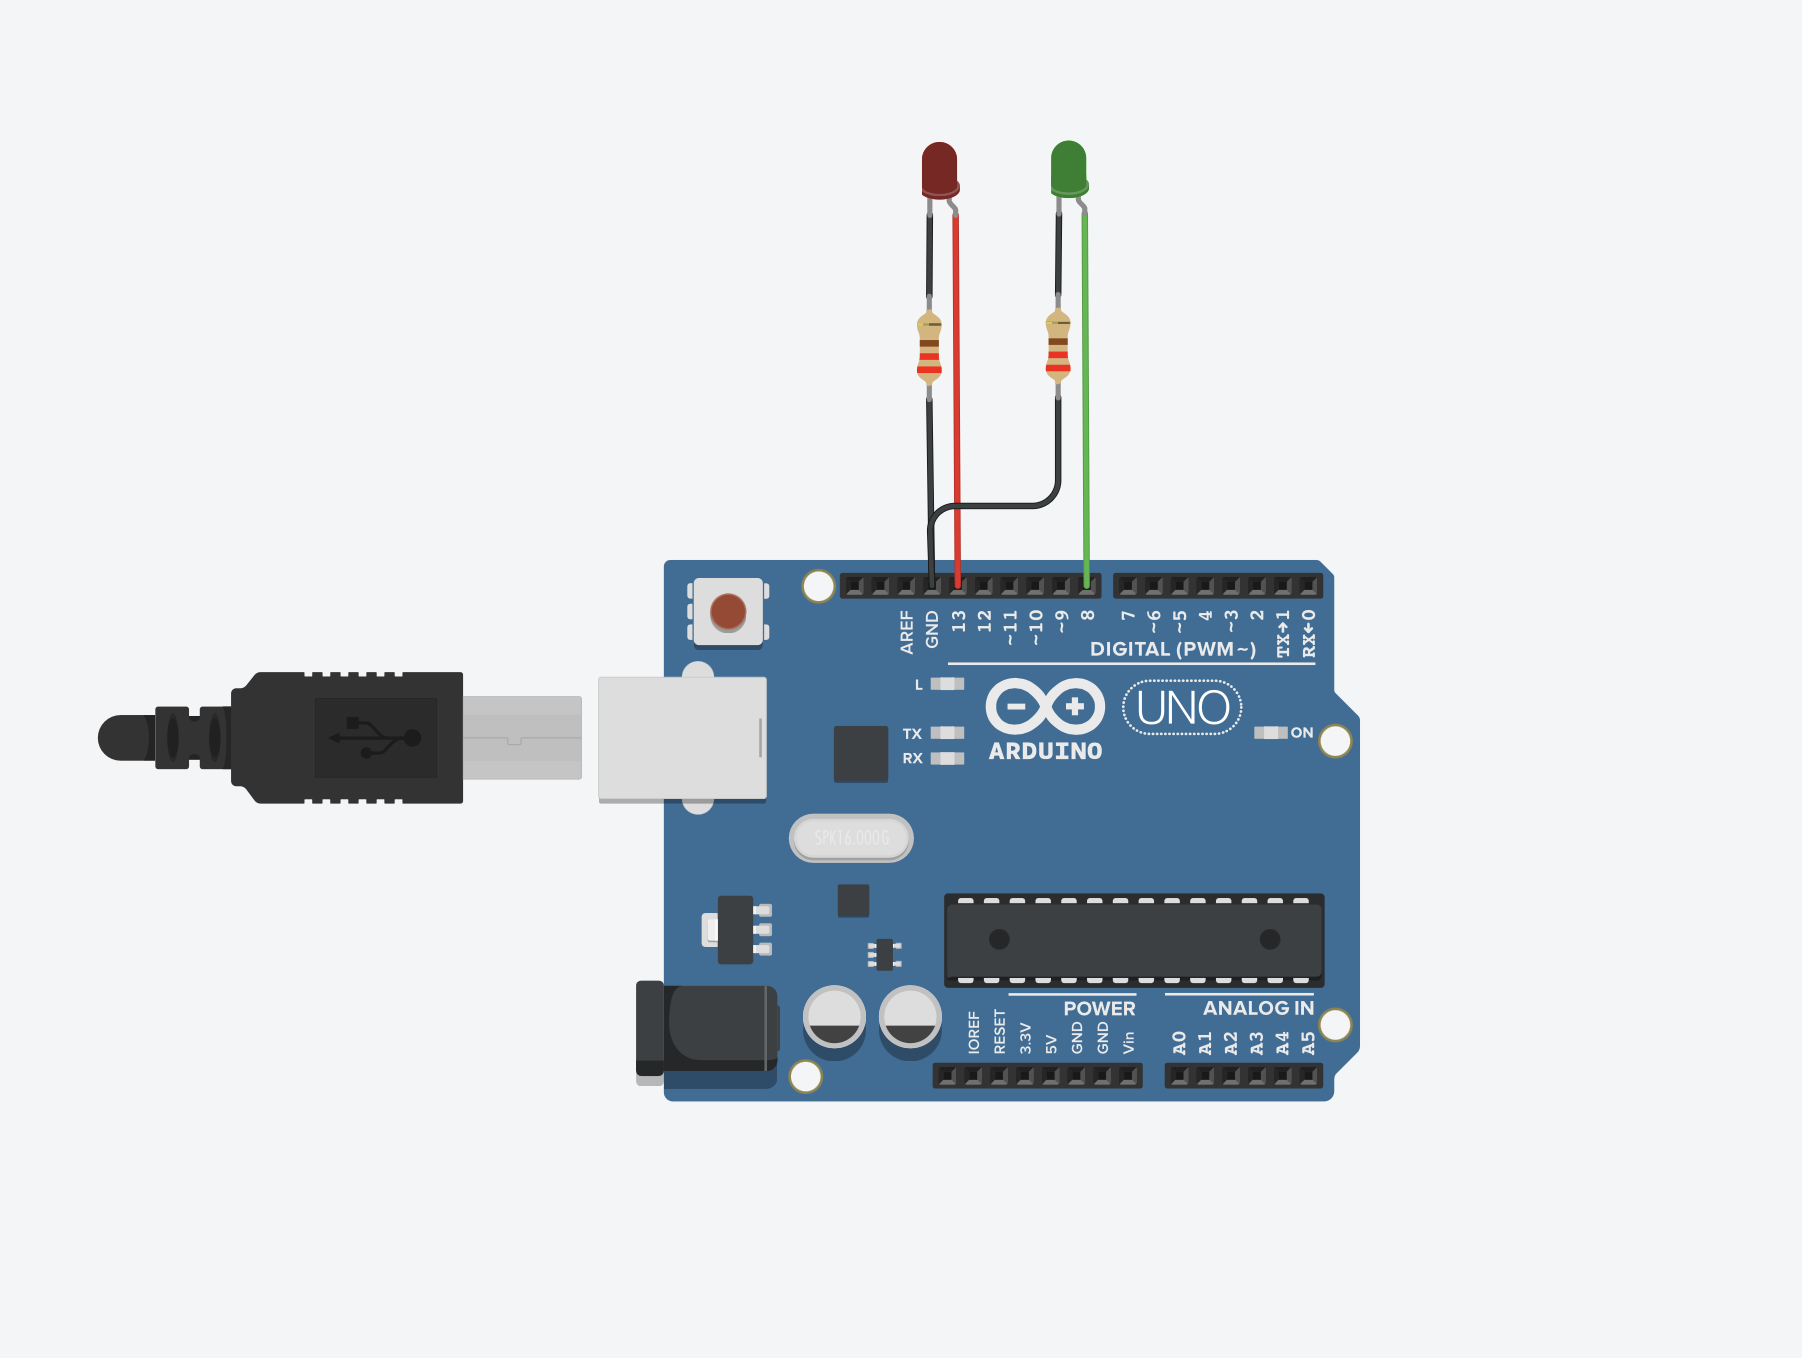 AREF
GND
13
12
~11
~10
~9
8
7
~6
~5
4
~3
2
TX→1
RX←0
DIGITAL (PWM~)
L
TX
RX
ARDUINO
UNO
ON
SPK16.000G
POWER
ANALOG IN
IOREF
RESET
3.3V
5V
GND
GND
Vin
A0
A1
A2
A3
A4
A5